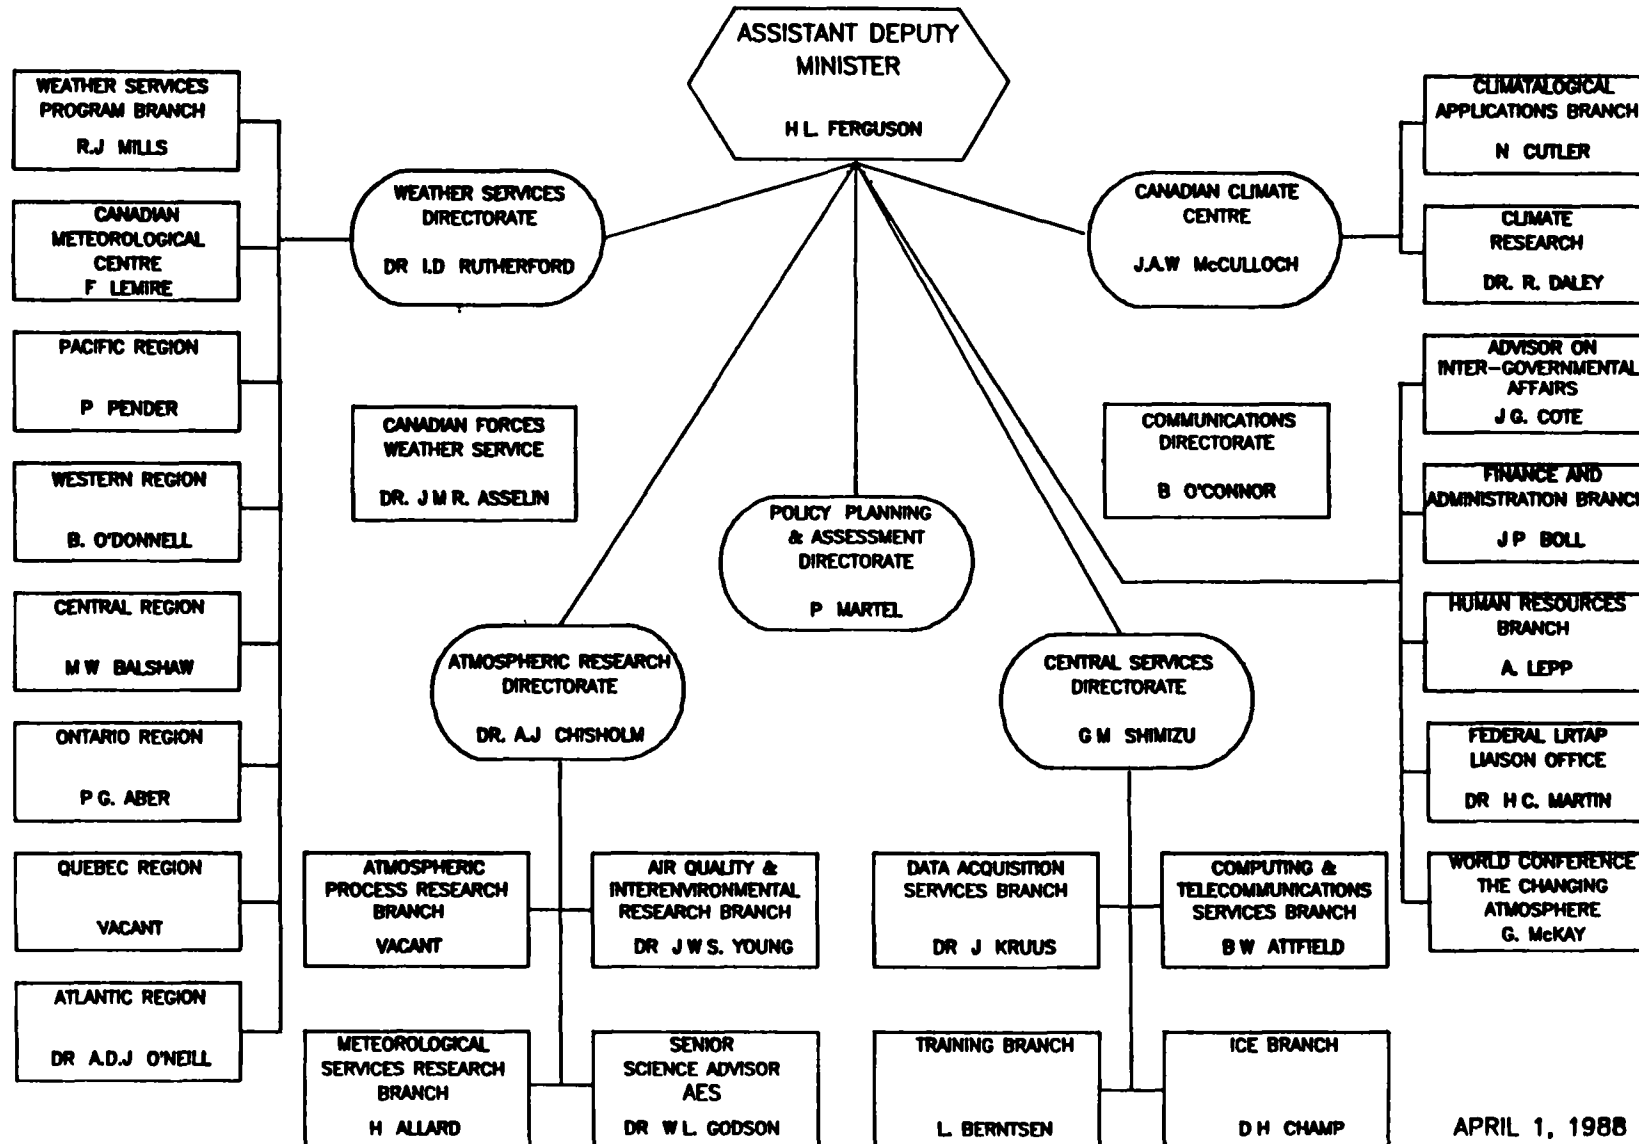 ASSISTANT DEPUTY
MINISTER
H L. FERGUSON
WEATHER SERVICES
PROGRAM BRANCH
R.J MILLS
CANADIAN
METEOROLOGICAL
CENTRE
F LEMIRE
PACIFIC REGION
P PENDER
WESTERN REGION
B. O'DONNELL
CENTRAL REGION
M W BALSHAW
ONTARIO REGION
P G. ABER
QUEBEC REGION
VACANT
ATLANTIC REGION
DR A.D.J O'NEILL
WEATHER SERVICES
DIRECTORATE
DR I.D RUTHERFORD
CANADIAN FORCES
WEATHER SERVICE
DR. J M R. ASSELIN
ATMOSPHERIC RESEARCH
DIRECTORATE
DR. A.J CHISHOLM
ATMOSPHERIC
PROCESS RESEARCH
BRANCH
VACANT
AIR QUALITY &
INTERENVIRONMENTAL
RESEARCH BRANCH
DR J W S. YOUNG
METEOROLOGICAL
SERVICES RESEARCH
BRANCH
H ALLARD
SENIOR
SCIENCE ADVISOR
AES
DR W L. GODSON
POLICY PLANNING
& ASSESSMENT
DIRECTORATE
P MARTEL
CENTRAL SERVICES
DIRECTORATE
G M SHIMIZU
DATA ACQUISITION
SERVICES BRANCH
DR J KRUUS
COMPUTING &
TELECOMMUNICATIONS
SERVICES BRANCH
B W ATTFIELD
TRAINING BRANCH
L. BERNTSEN
ICE BRANCH
D H CHAMP
COMMUNICATIONS
DIRECTORATE
B O'CONNOR
CANADIAN CLIMATE
CENTRE
J.A.W McCULLOCH
CLIMATALOGICAL
APPLICATIONS BRANCH
N CUTLER
CLIMATE
RESEARCH
DR. R. DALEY
ADVISOR ON
INTER-GOVERNMENTAL
AFFAIRS
J G. COTE
FINANCE AND
ADMINISTRATION BRANCH
J P BOLL
HUMAN RESOURCES
BRANCH
A. LEPP
FEDERAL LRTAP
LIAISON OFFICE
DR H C. MARTIN
WORLD CONFERENCE
THE CHANGING
ATMOSPHERE
G. McKAY
APRIL 1, 1988